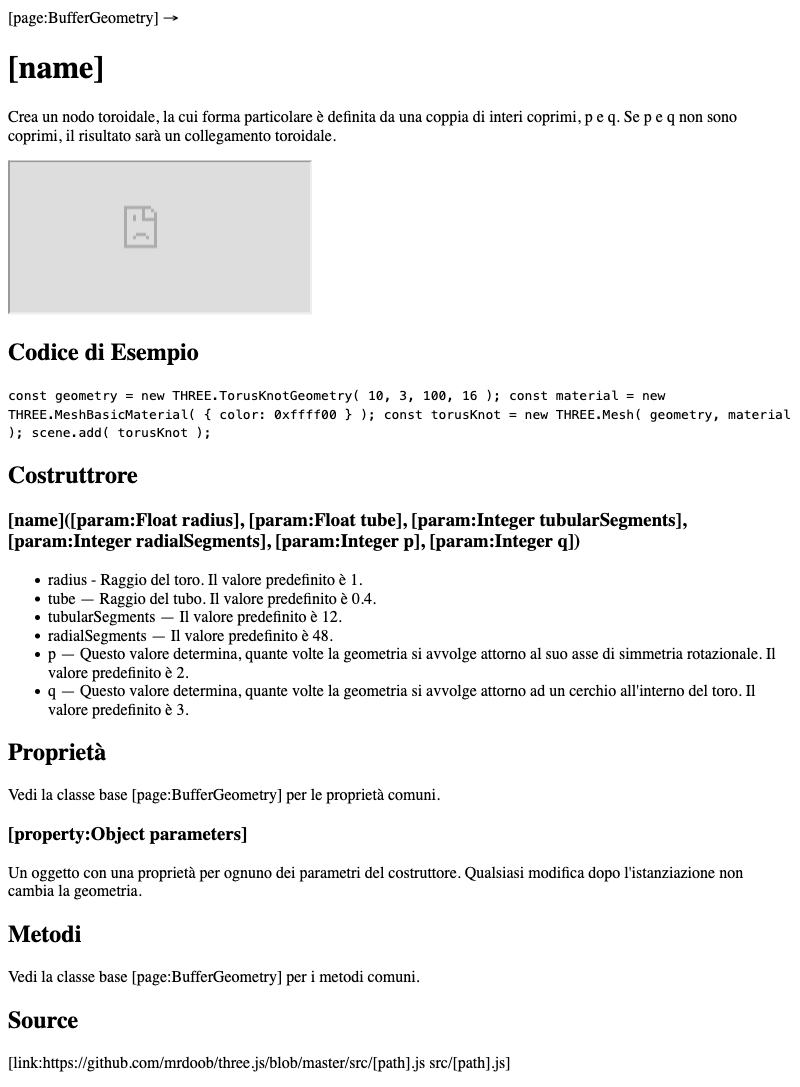 [page:BufferGeometry] →
[name]
Crea un nodo toroidale, la cui forma particolare è definita da una coppia di interi coprimi, p e q. Se p e q non sono
coprimi, il risultato sarà un collegamento toroidale.
Codice di Esempio
const geometry = new THREE.TorusKnotGeometry( 10, 3, 100, 16 ); const material = new
THREE.MeshBasicMaterial( { color: 0xffff00 } ); const torusKnot = new THREE.Mesh( geometry, material
); scene.add( torusKnot );
Costruttrore
[name]([param:Float radius], [param:Float tube], [param:Integer tubularSegments],
[param:Integer radialSegments], [param:Integer p], [param:Integer q])
• radius - Raggio del toro. Il valore predefinito è 1.
• tube — Raggio del tubo. Il valore predefinito è 0.4.
• tubularSegments — Il valore predefinito è 12.
• radialSegments — Il valore predefinito è 48.
• p — Questo valore determina, quante volte la geometria si avvolge attorno al suo asse di simmetria rotazionale. Il
valore predefinito è 2.
• q — Questo valore determina, quante volte la geometria si avvolge attorno ad un cerchio all'interno del toro. Il
valore predefinito è 3.
Proprietà
Vedi la classe base [page:BufferGeometry] per le proprietà comuni.
[property:Object parameters]
Un oggetto con una proprietà per ognuno dei parametri del costruttore. Qualsiasi modifica dopo l'istanziazione non
cambia la geometria.
Metodi
Vedi la classe base [page:BufferGeometry] per i metodi comuni.
Source
[link:https://github.com/mrdoob/three.js/blob/master/src/[path].js src/[path].js]